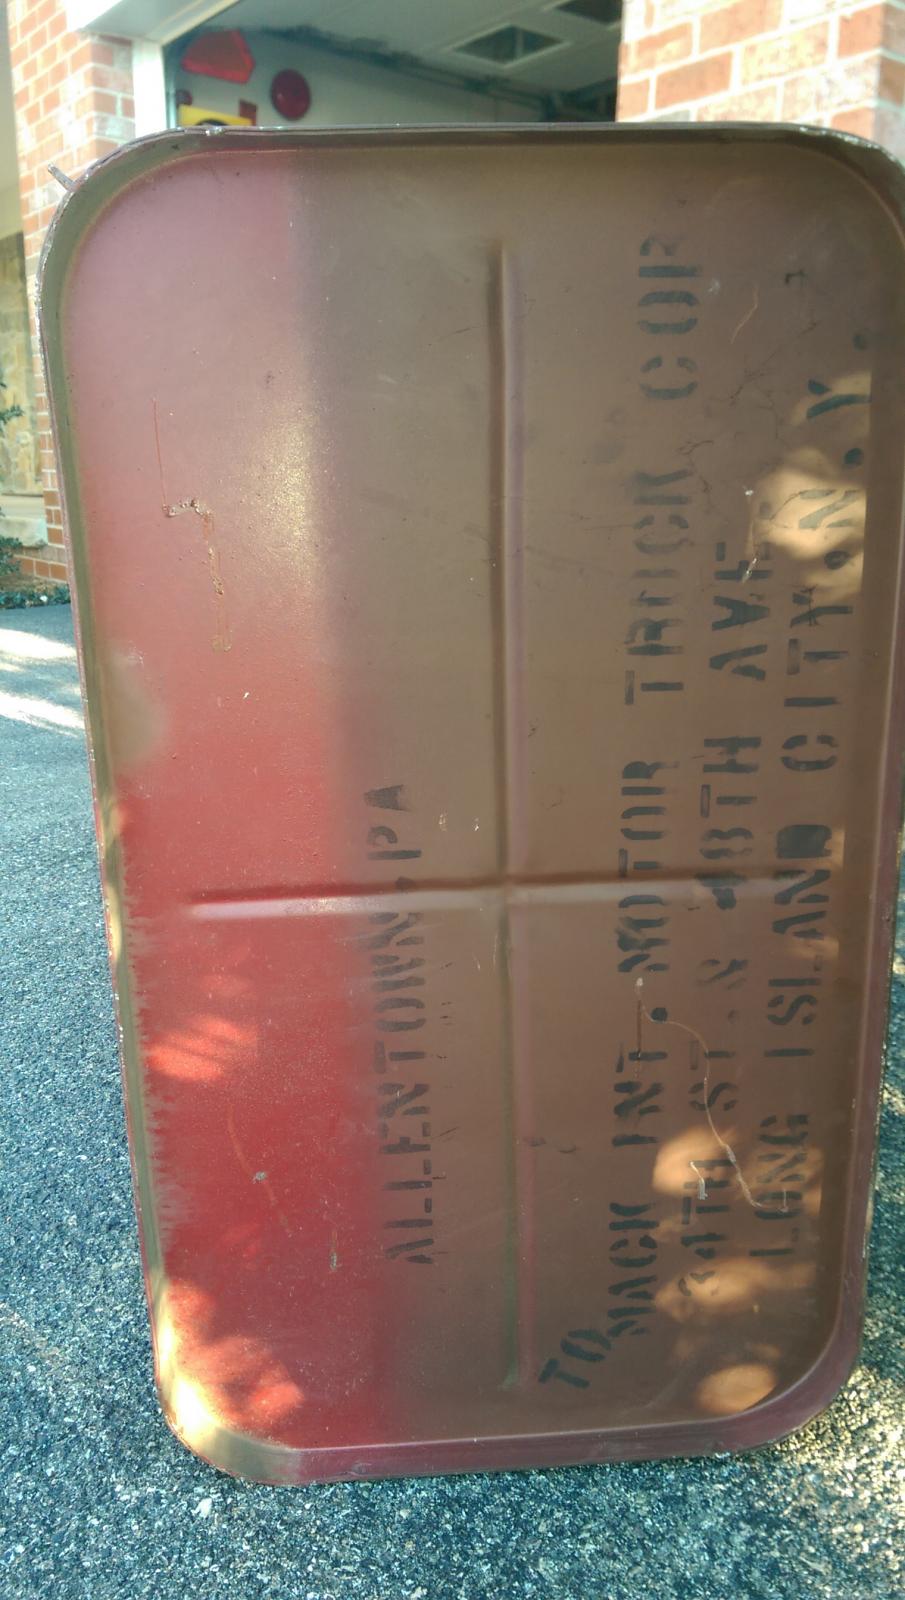 ALLENTOWN, PA
TO
MACK INT. MOTOR TRUCK COR.
34TH ST. & 48TH AVE
LONG ISLAND CITY. N. Y.